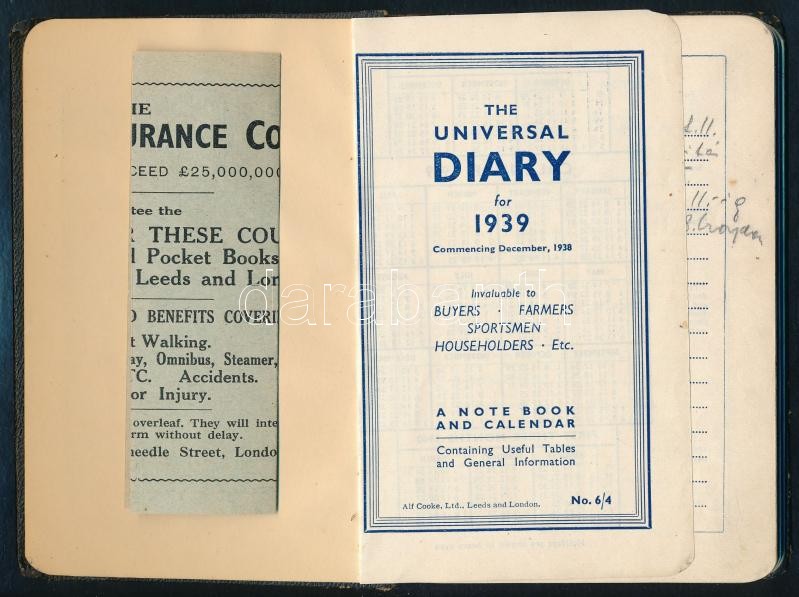 HE
URANCE CO
CEED £25,000,000
tee the
R THESE COU
d Pocket Books
Leeds and Lon
D BENEFITS COVERI
t Walking.
ay, Omnibus, Steamer,
TC. Accidents.
or Injury.
overleaf. They will inte
rm without delay.
needle Street, Londo
THE
UNIVERSAL
DIARY
for
1939
Commencing December, 1938
Invaluable to
BUYERS · FARMERS
SPORTSMEN
HOUSEHOLDERS · Etc.
A NOTE BOOK
AND CALENDAR
Containing Useful Tables
and General Information
Alf Cooke, Ltd., Leeds and London.
No. 6/4
darabanth